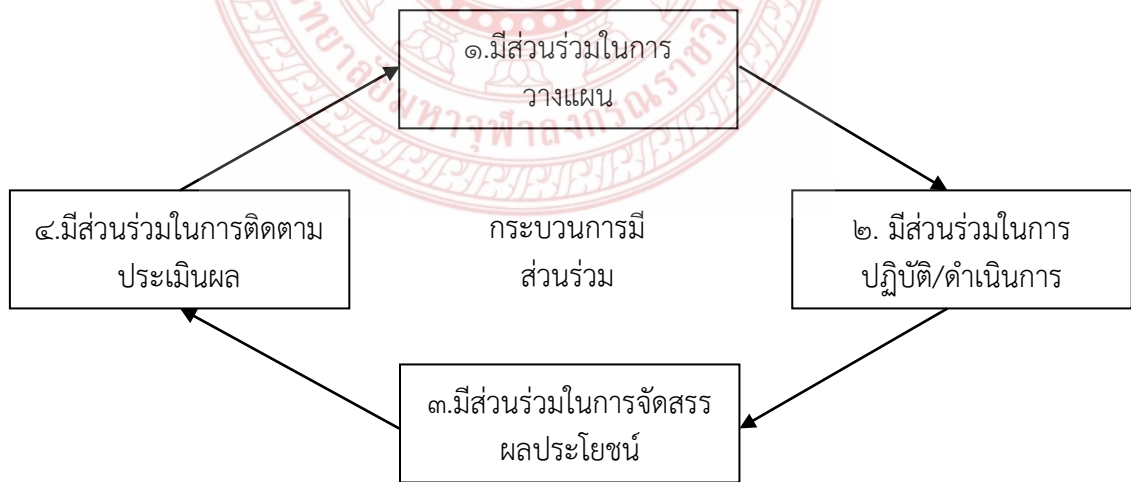 ๑.มีส่วนร่วมในการ
วางแผน
๔.มีส่วนร่วมในการติดตาม
ประเมินผล
กระบวนการมี
ส่วนร่วม
๒. มีส่วนร่วมในการ
ปฏิบัติ/ดำเนินการ
๓.มีส่วนร่วมในการจัดสรร
ผลประโยชน์